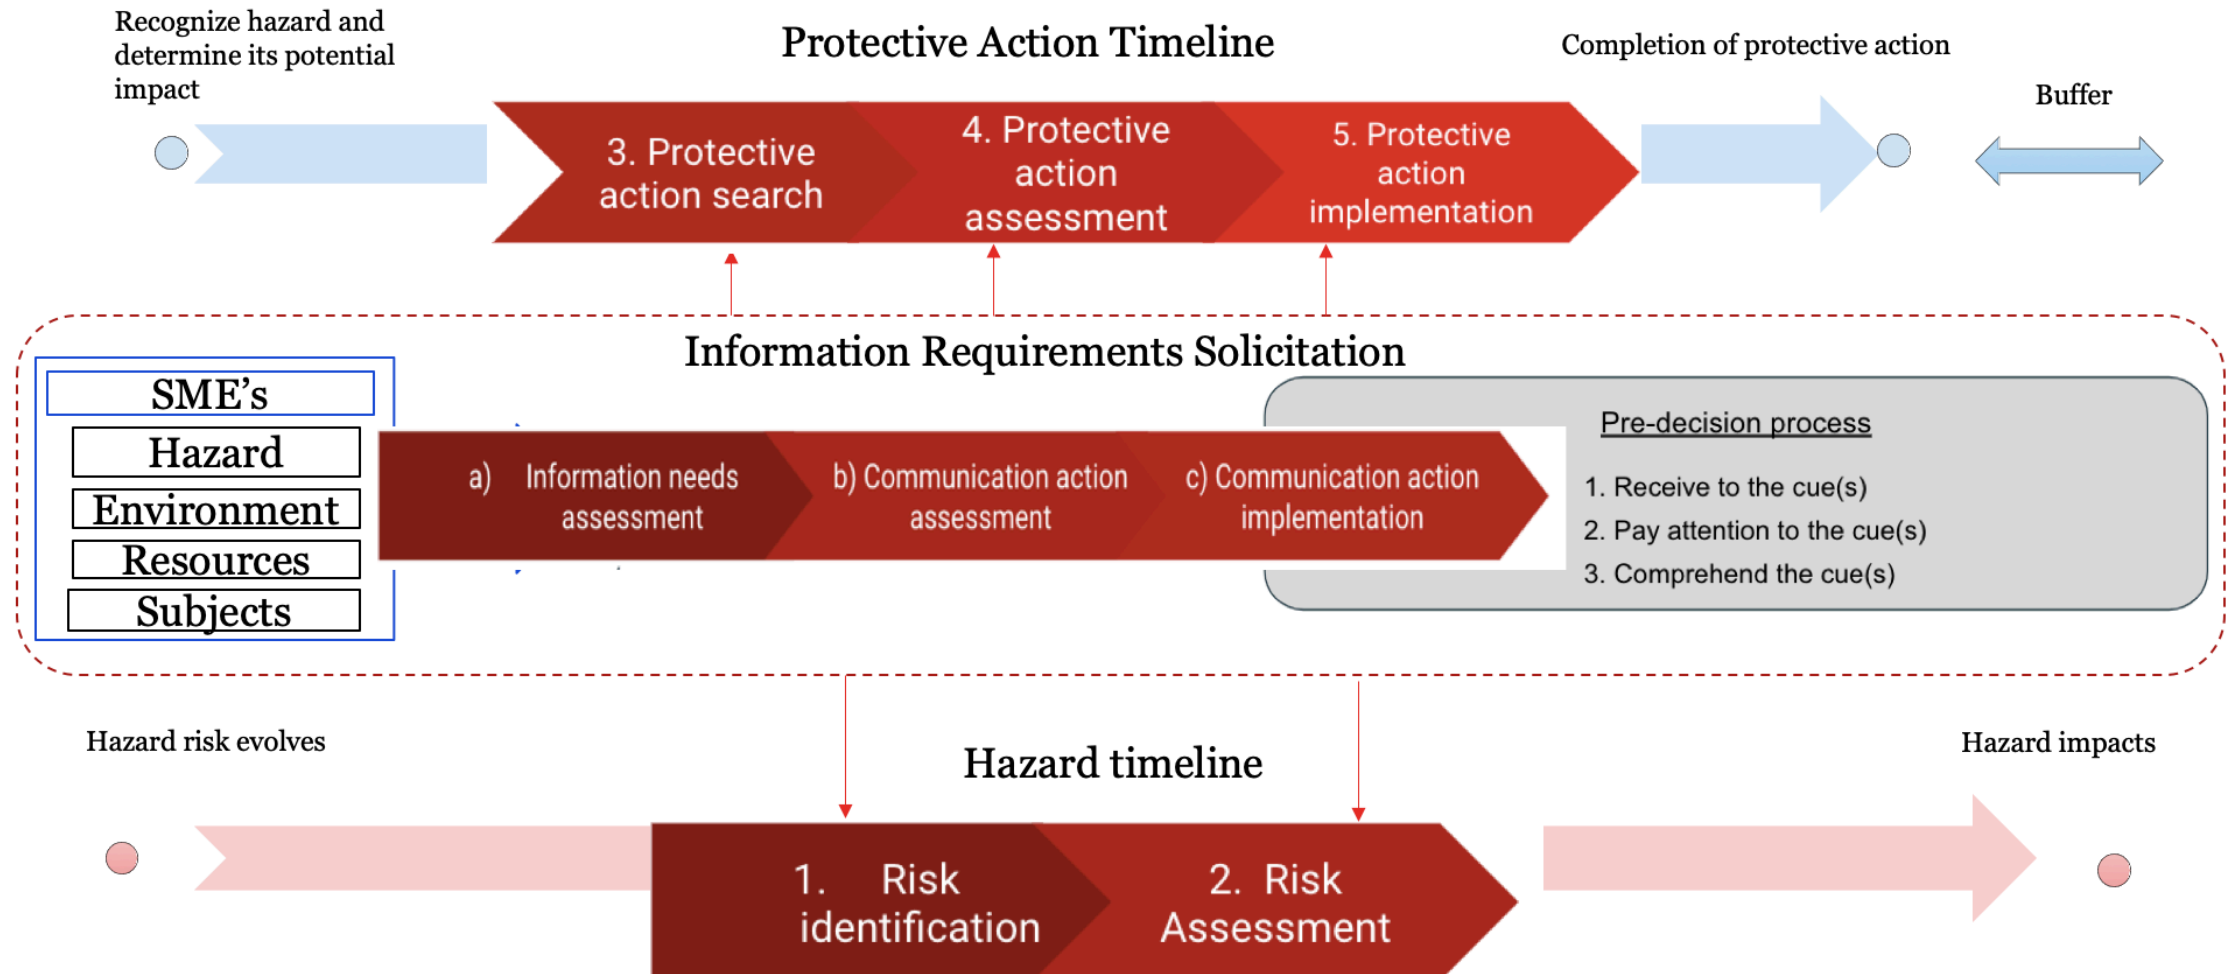 Recognize hazard and
determine its potential
impact
Protective Action Timeline
Completion of protective action
Buffer
3. Protective
action search
4. Protective
action
assessment
5. Protective
action
implementation
Information Requirements Solicitation
SME’s
Hazard
Environment
Resources
Subjects
a) Information needs
assessment
b) Communication action
assessment
c) Communication action
implementation
Pre-decision process
1. Receive to the cue(s)
2. Pay attention to the cue(s)
3. Comprehend the cue(s)
Hazard risk evolves
Hazard timeline
Hazard impacts
1. Risk
identification
2. Risk
Assessment